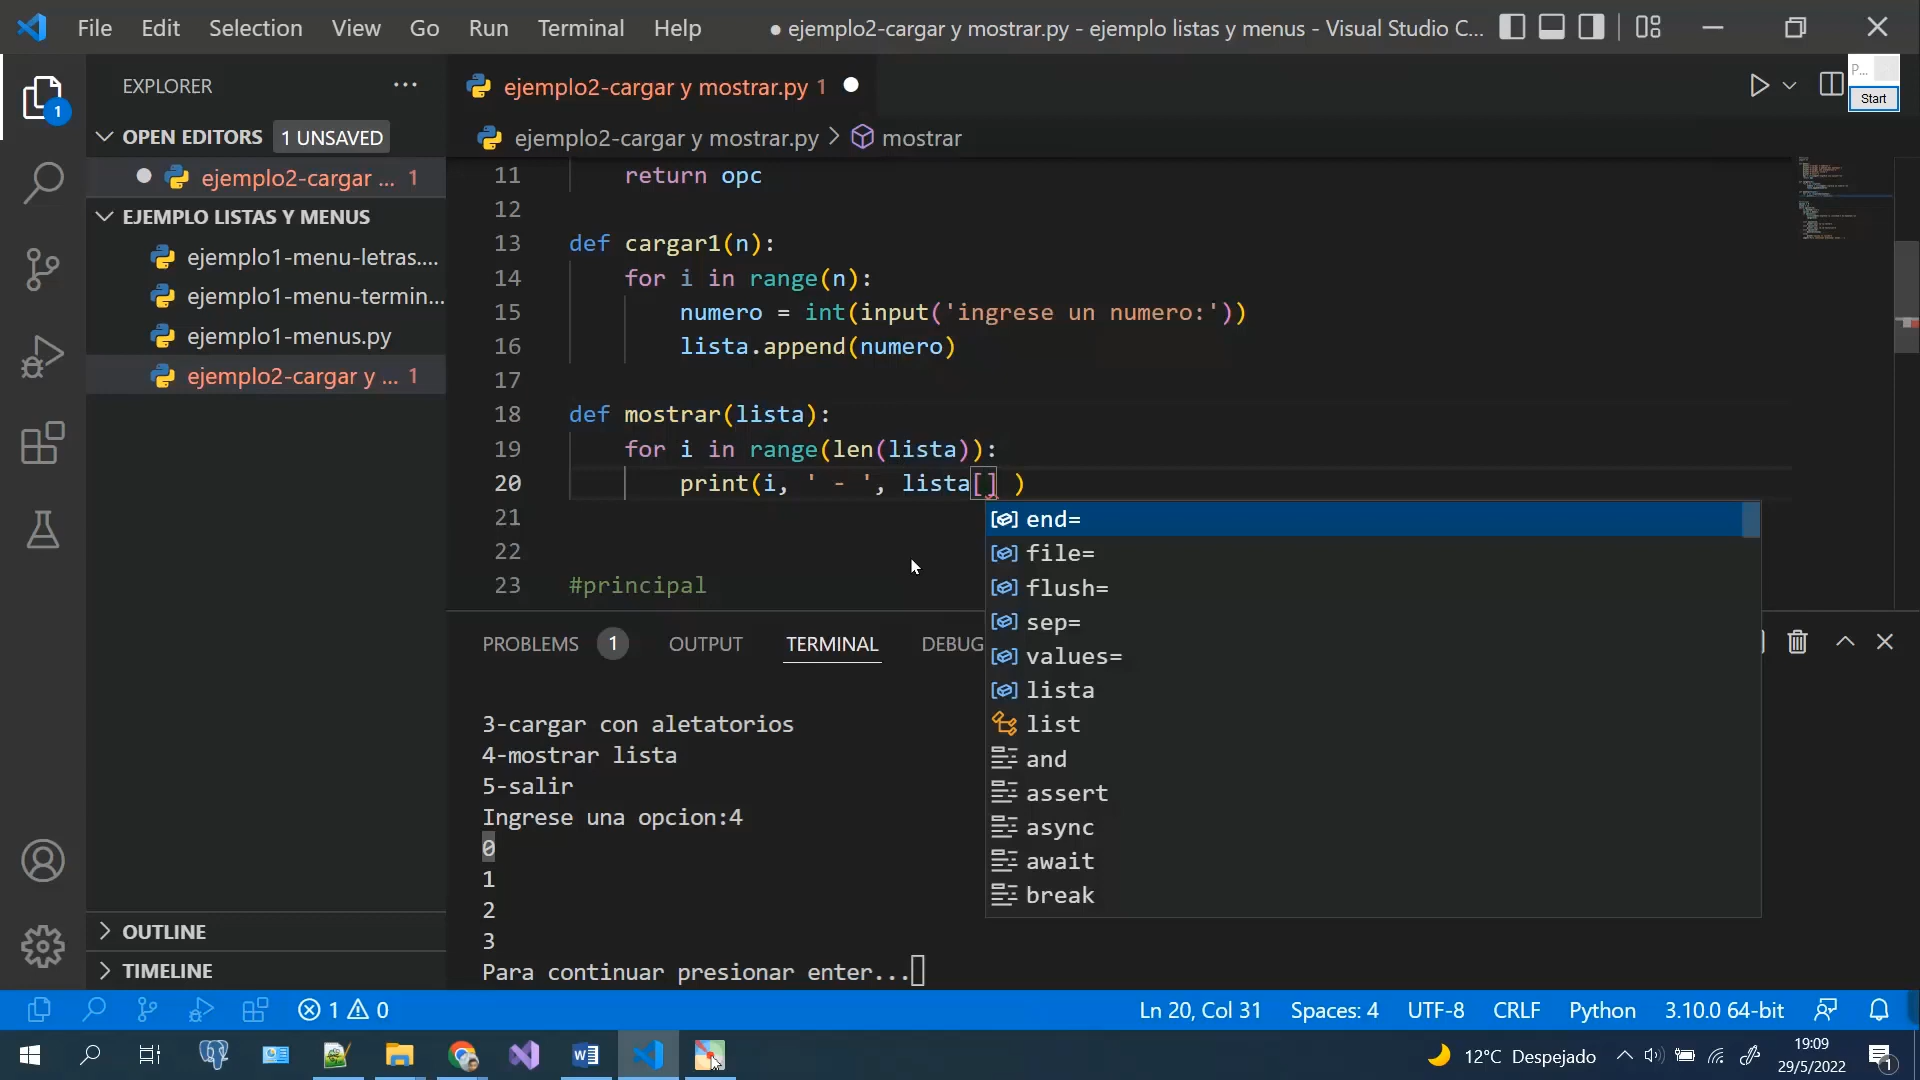 File Edit Selection View Go Run Terminal Help
● ejemplo2-cargar y mostrar.py - ejemplo listas y menus - Visual Studio C...
EXPLORER ...
1
OPEN EDITORS 1 UNSAVED
ejemplo2-cargar ... 1
EJEMPLO LISTAS Y MENUS
ejemplo1-menu-letras....
ejemplo1-menu-termin...
ejemplo1-menus.py
ejemplo2-cargar y ... 1
OUTLINE
TIMELINE
ejemplo2-cargar y mostrar.py 1
P...
Start
ejemplo2-cargar y mostrar.py > mostrar
11 return opc
12
13 def cargar1(n):
14 for i in range(n):
15 numero = int(input('ingrese un numero:'))
16 lista.append(numero)
17
18 def mostrar(lista):
19 for i in range(len(lista)):
20 print(i, ' - ', lista[] )
21
22
23 #principal
end=
file=
flush=
sep=
values=
lista
list
and
assert
async
await
break
PROBLEMS 1 OUTPUT TERMINAL DEBUG
3-cargar con aletatorios
4-mostrar lista
5-salir
Ingrese una opcion:4
0
1
2
3
Para continuar presionar enter...
1 0
Ln 20, Col 31 Spaces: 4 UTF-8 CRLF Python 3.10.0 64-bit
12°C Despejado
19:09
29/5/2022
1